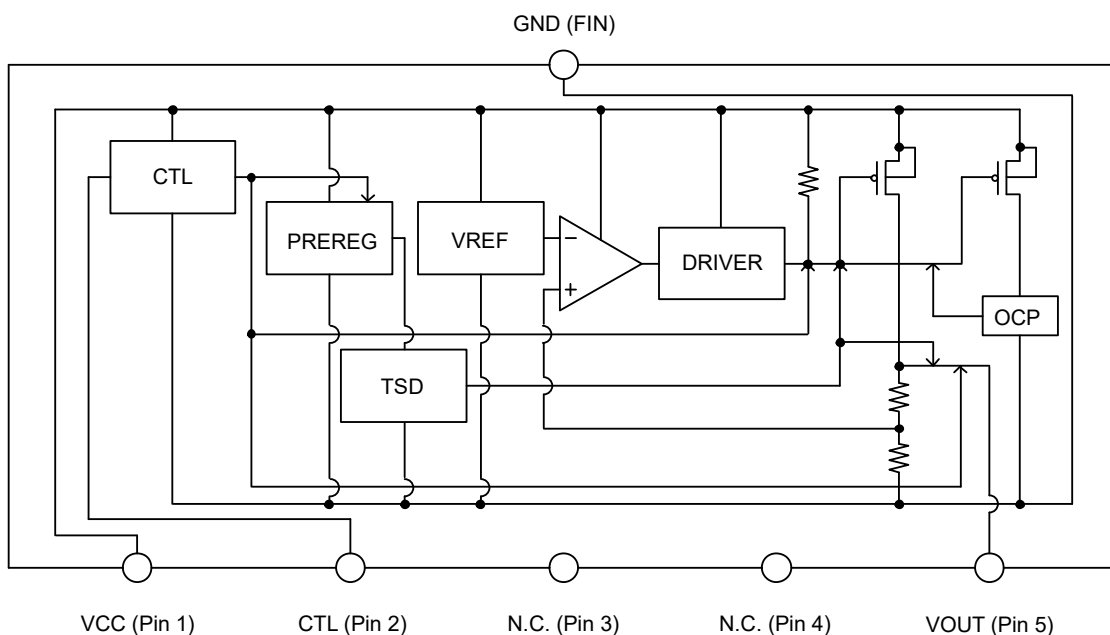 GND (FIN)
CTL
PREREG
VREF
−
+
DRIVER
OCP
TSD
VCC (Pin 1)
CTL (Pin 2)
N.C. (Pin 3)
N.C. (Pin 4)
VOUT (Pin 5)